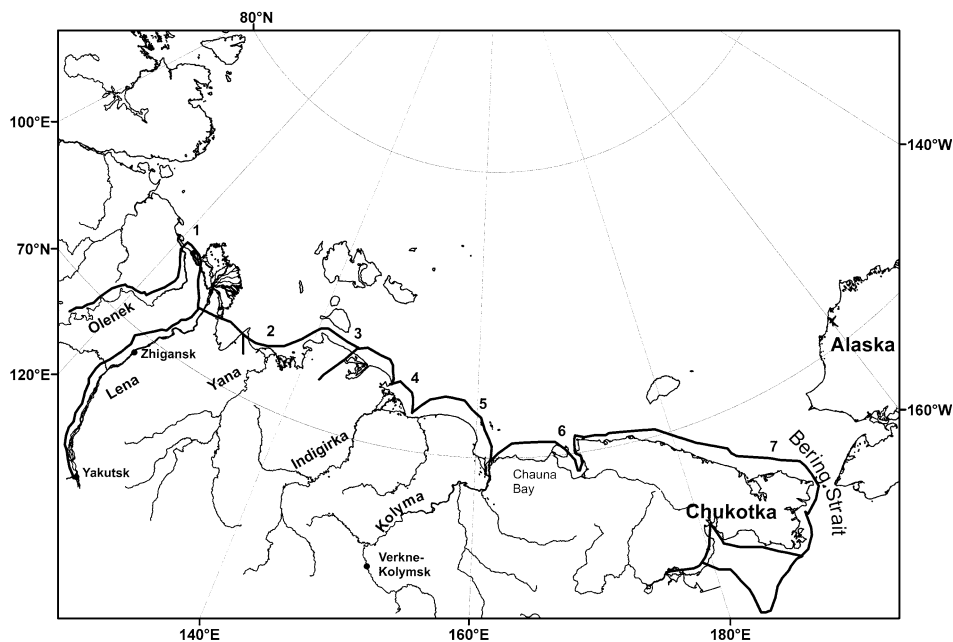 80°N
100°E
140°W
1
70°N
Olenek
2
3
Alaska
Zhigansk
120°E
Lena
Yana
4
160°W
5
6
7
Bering Strait
Indigirka
Yakutsk
Chauna
Bay
Kolyma
Chukotka
Verkne-
Kolymsk
140°E
160°E
180°E